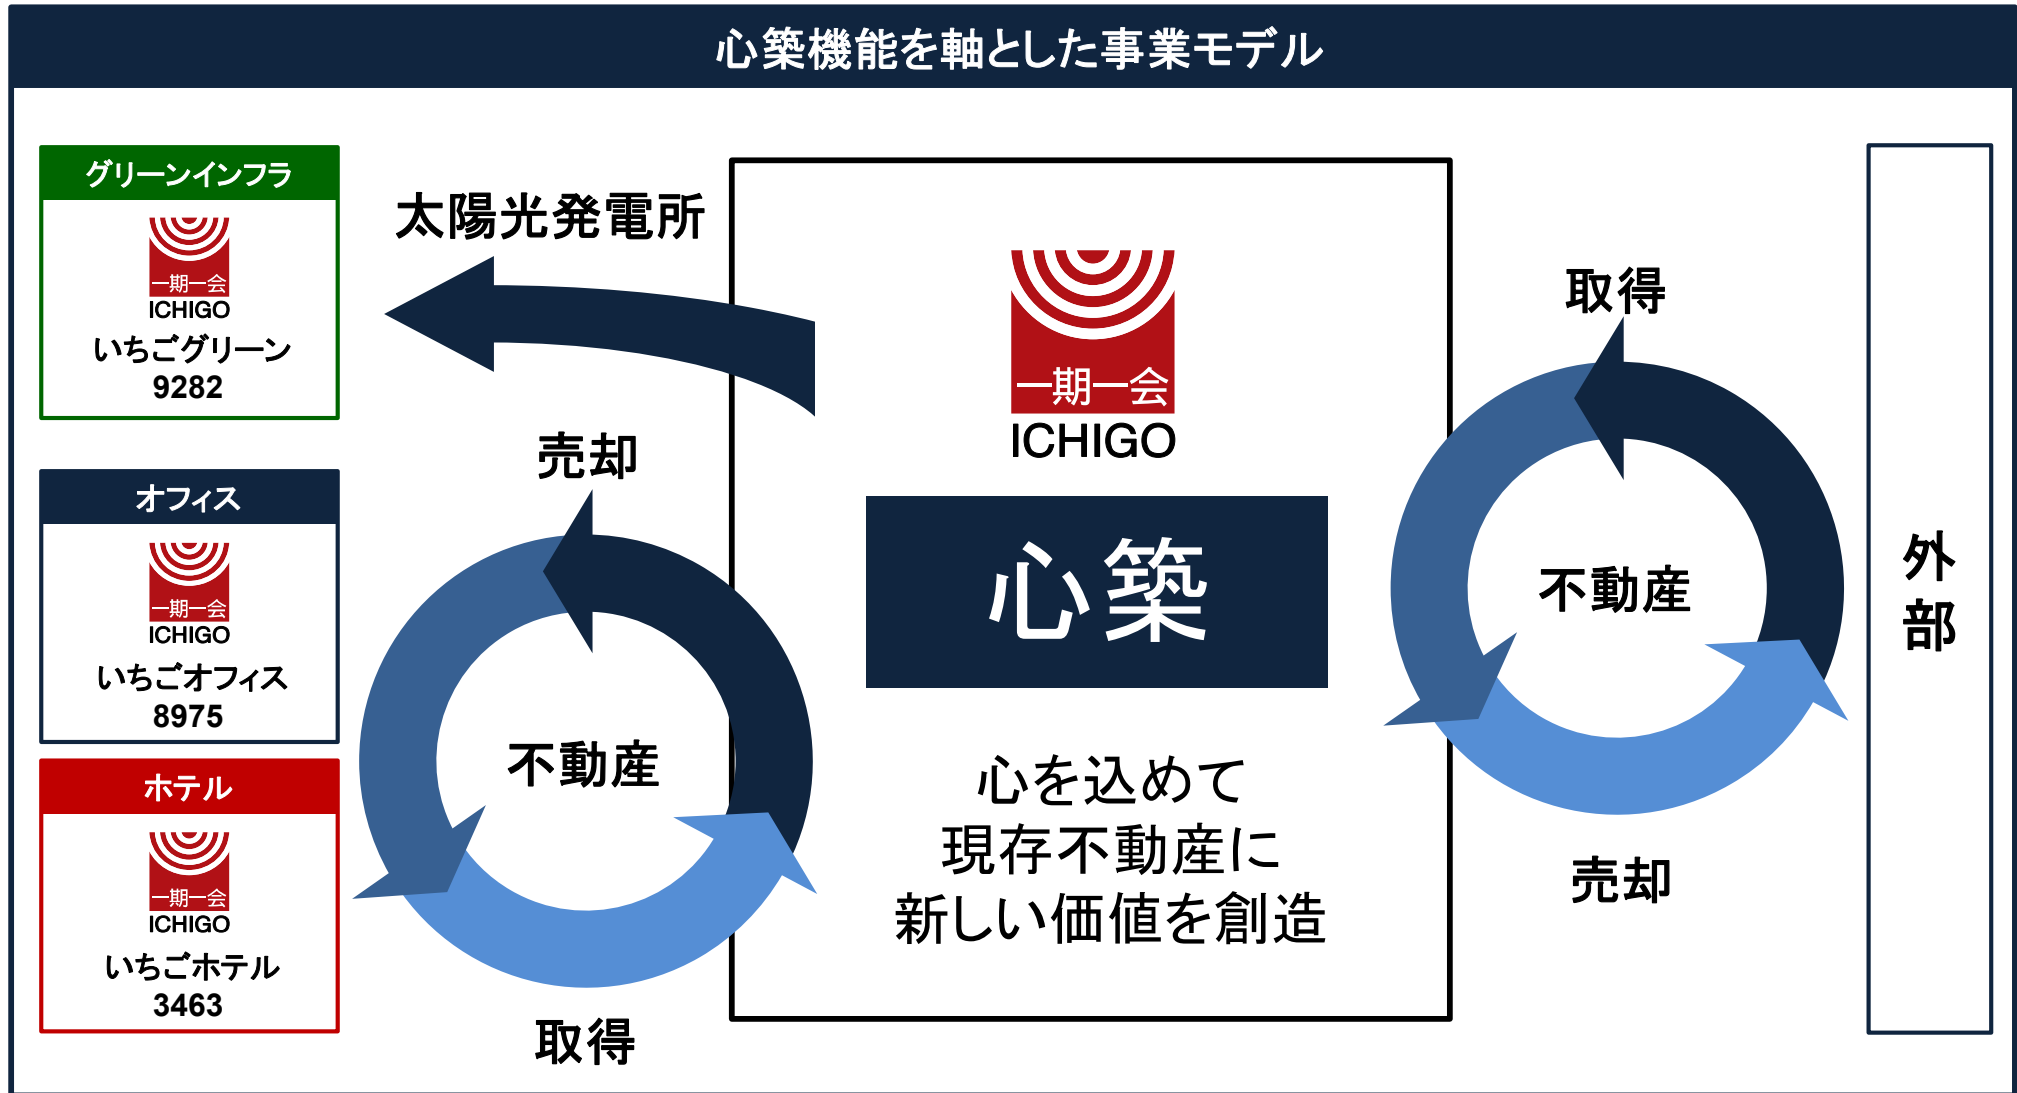 心築機能を軸とした事業モデル
グリーンインフラ
一期一会
ICHIGO
いちごグリーン
9282
オフィス
一期一会
ICHIGO
いちごオフィス
8975
ホテル
一期一会
ICHIGO
いちごホテル
3463
太陽光発電所
売却
不動産
取得
一期一会
ICHIGO
心築
心を込めて
現存不動産に
新しい価値を創造
取得
不動産
売却
外
部